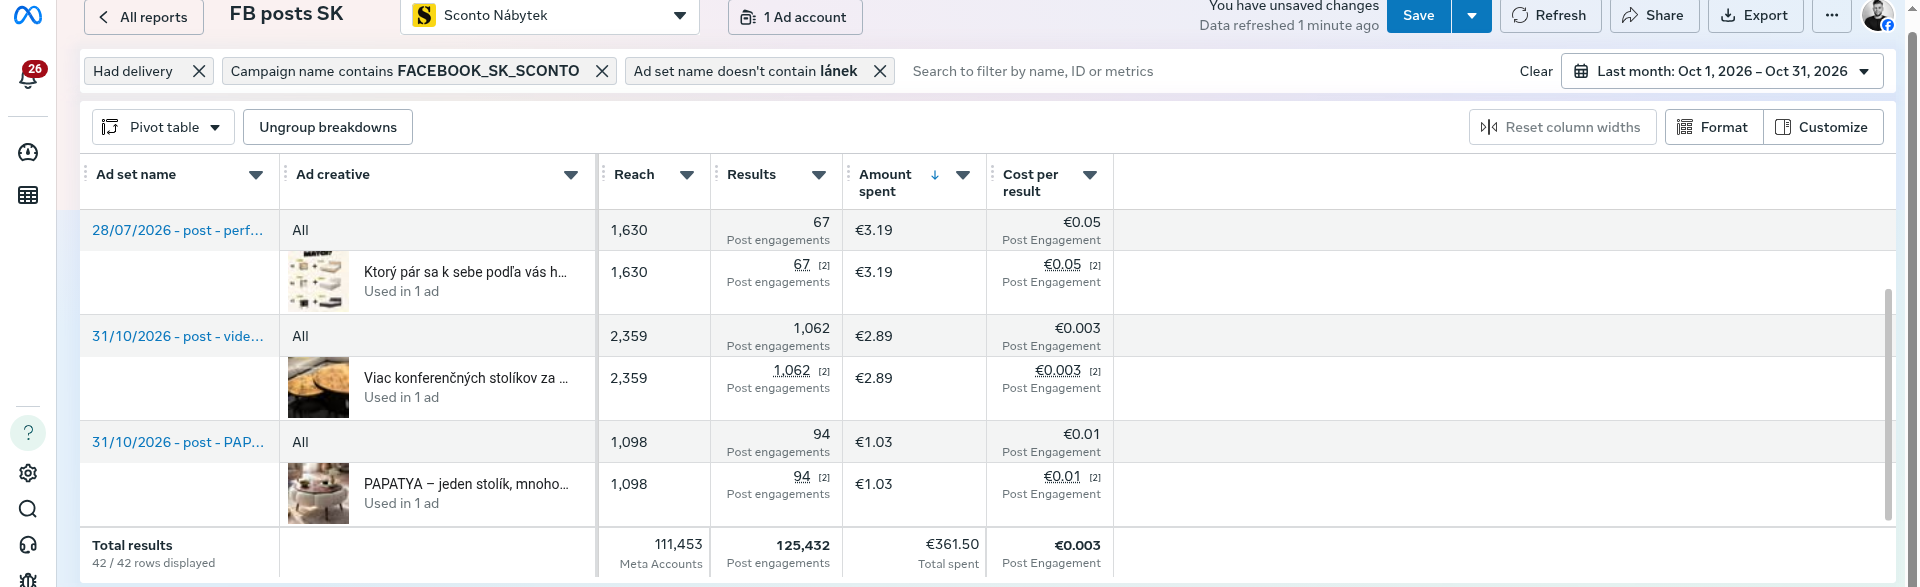 All reports
FB posts SK
Sconto Nábytek
1 Ad account
You have unsaved changes
Data refreshed 1 minute ago
Save
Refresh
Share
Export
26
Had delivery
Campaign name contains FACEBOOK_SK_SCONTO
Ad set name doesn't contain lánek
Search to filter by name, ID or metrics
Clear
Last month: Oct 1, 2026 – Oct 31, 2026
Pivot table
Ungroup breakdowns
Reset column widths
Format
Customize
Ad set name
Ad creative
Reach
Results
Amount spent
Cost per result
28/07/2026 - post - perf...
All
1,630
67
Post engagements
€3.19
€0.05
Post Engagement
Ktorý pár sa k sebe podľa vás h...
Used in 1 ad
1,630
67 [2]
Post engagements
€3.19
€0.05 [2]
Post Engagement
31/10/2026 - post - vide...
All
2,359
1,062
Post engagements
€2.89
€0.003
Post Engagement
Viac konferenčných stolíkov za ...
Used in 1 ad
2,359
1,062 [2]
Post engagements
€2.89
€0.003 [2]
Post Engagement
31/10/2026 - post - PAP...
All
1,098
94
Post engagements
€1.03
€0.01
Post Engagement
PAPATYA – jeden stolík, mnoho...
Used in 1 ad
1,098
94 [2]
Post engagements
€1.03
€0.01 [2]
Post Engagement
Total results
42 / 42 rows displayed
111,453
Meta Accounts
125,432
Post engagements
€361.50
Total spent
€0.003
Post Engagement